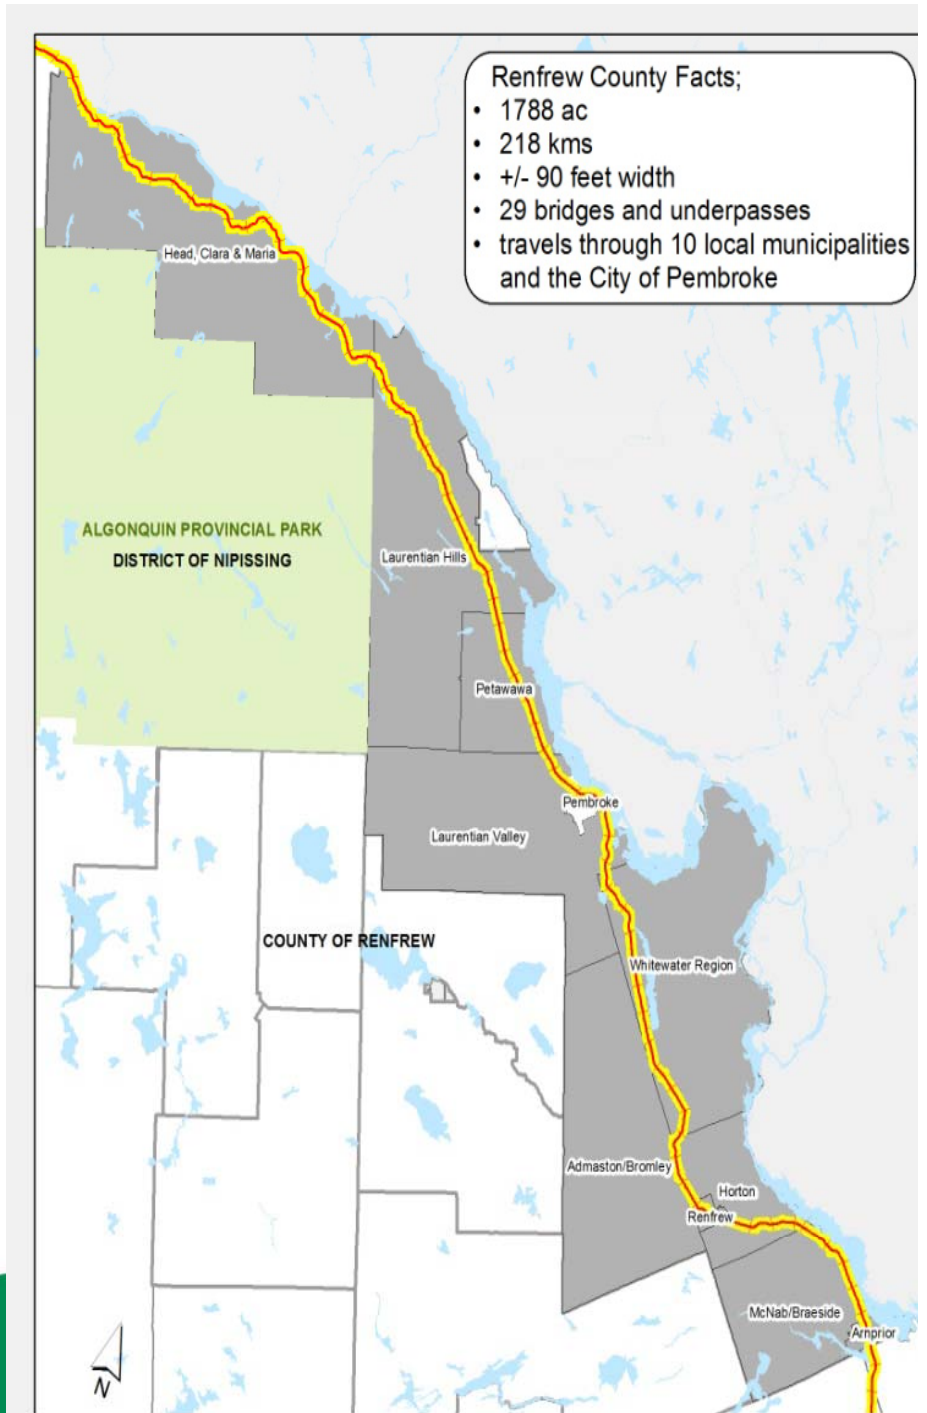 Renfrew County Facts;
• 1788 ac
• 218 kms
• +/- 90 feet width
• 29 bridges and underpasses
• travels through 10 local municipalities
and the City of Pembroke
Head, Clara & Maria
ALGONQUIN PROVINCIAL PARK
DISTRICT OF NIPISSING
Laurentian Hills
Petawawa
Pembroke
Laurentian Valley
COUNTY OF RENFREW
Whitewater Region
Admaston/Bromley
Horton
Renfrew
McNab/Braeside
Arnprior
N